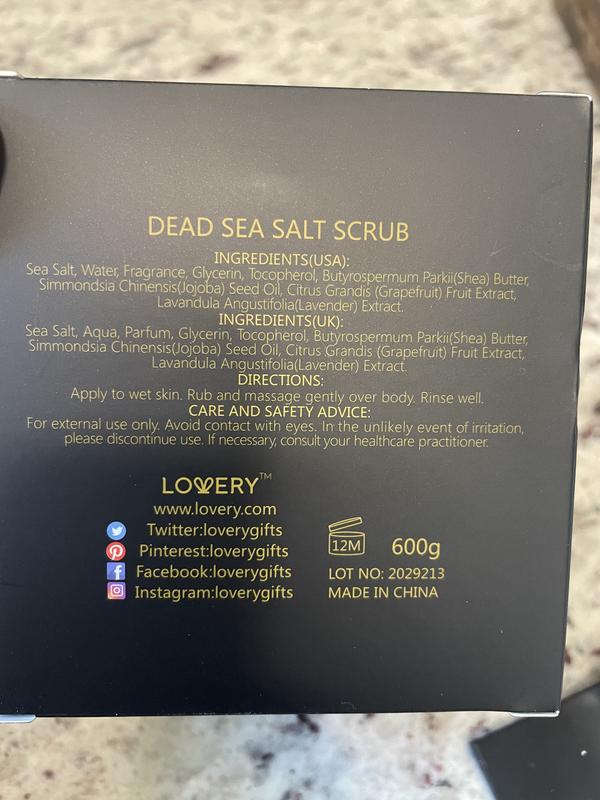 DEAD SEA SALT SCRUB
INGREDIENTS(USA):
Sea Salt, Water, Fragrance, Glycerin, Tocopherol, Butyrospermum Parkii(Shea) Butter,
Simmondsia Chinensis(Jojoba) Seed Oil, Citrus Grandis (Grapefruit) Fruit Extract,
Lavandula Angustifolia(Lavender) Extract.
INGREDIENTS(UK):
Sea Salt, Aqua, Parfum, Glycerin, Tocopherol, Butyrospermum Parkii(Shea) Butter,
Simmondsia Chinensis(Jojoba) Seed Oil, Citrus Grandis (Grapefruit) Fruit Extract,
Lavandula Angustifolia(Lavender) Extract.
DIRECTIONS:
Apply to wet skin. Rub and massage gently over body. Rinse well.
CARE AND SAFETY ADVICE:
For external use only. Avoid contact with eyes. In the unlikely event of irritation,
please discontinue use. If necessary, consult your healthcare practitioner.
LOVERY™
www.lovery.com
Twitter:loverygifts
Pinterest:loverygifts
Facebook:loverygifts
Instagram:loverygifts
12M 600g
LOT NO: 2029213
MADE IN CHINA